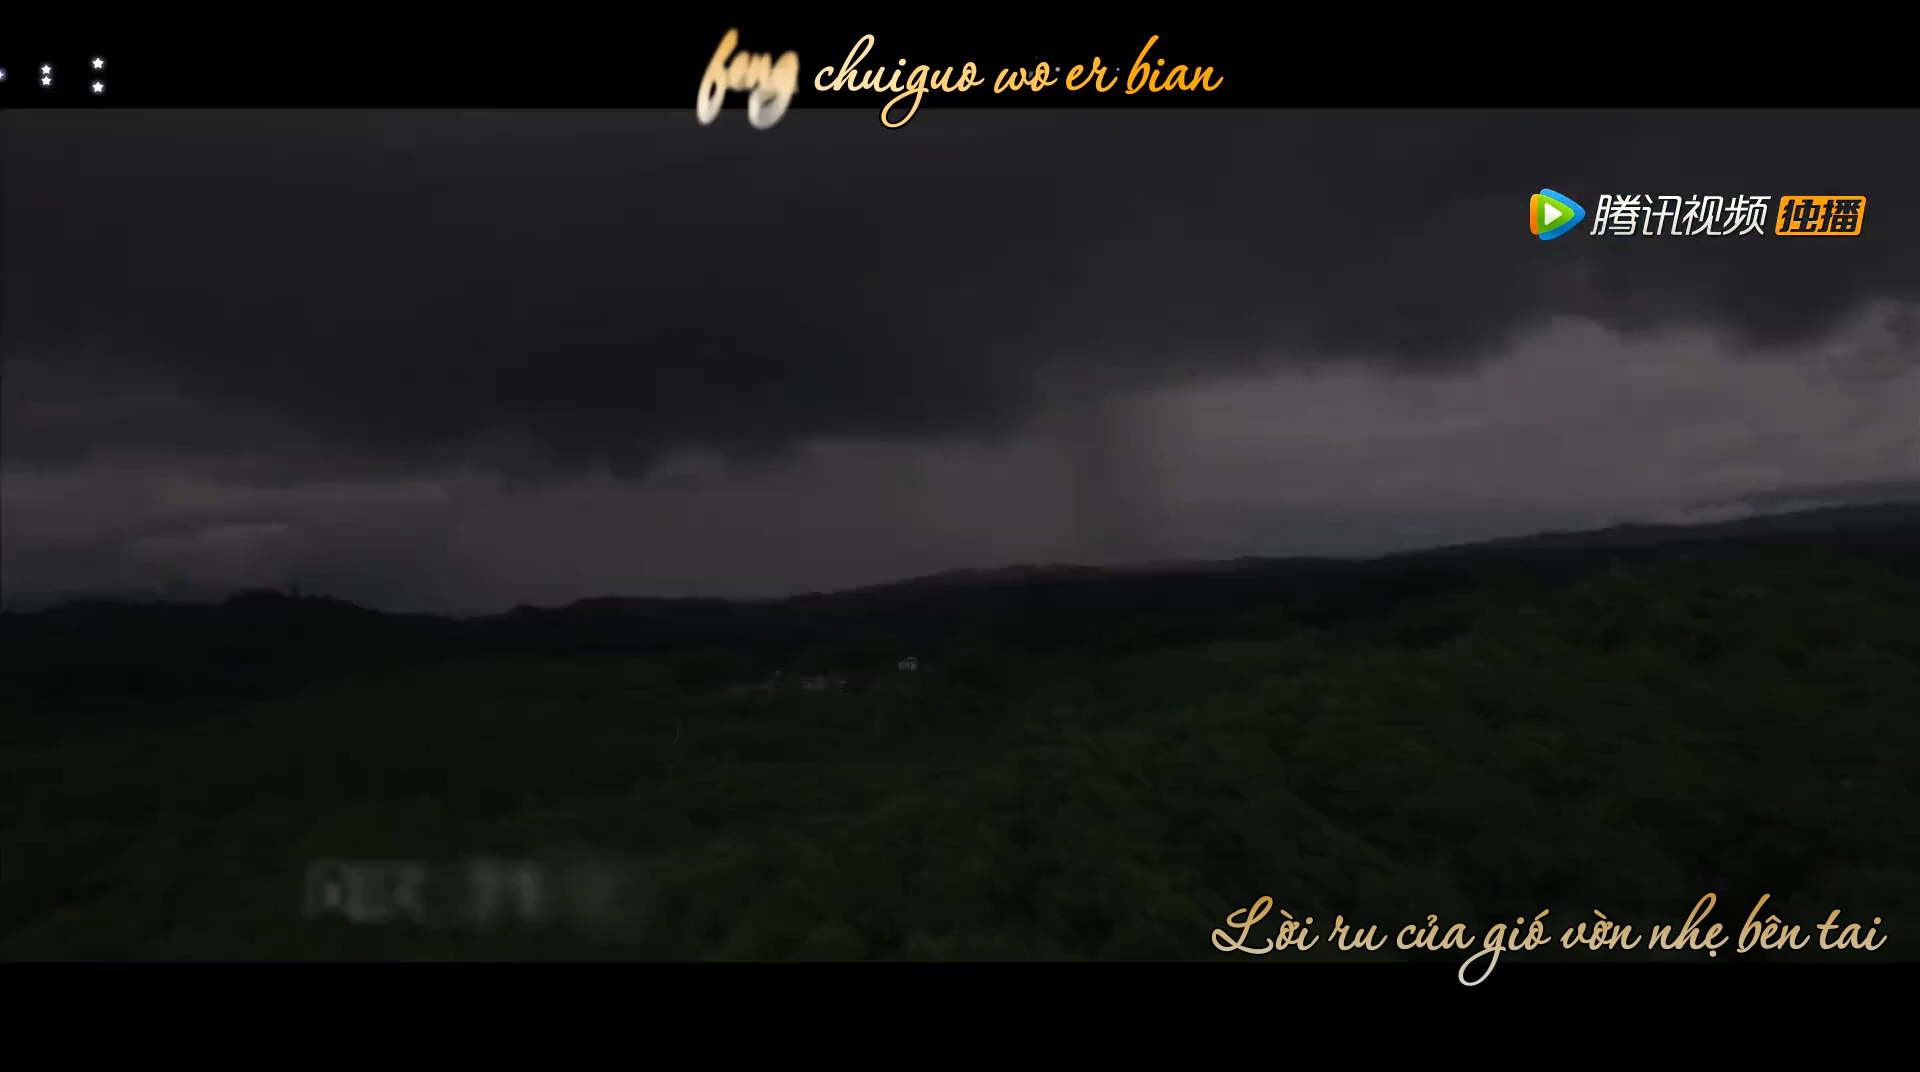 feng chuiguo wo er bian
腾讯视频 独播
Lời ru của gió vờn nhẹ bên tai